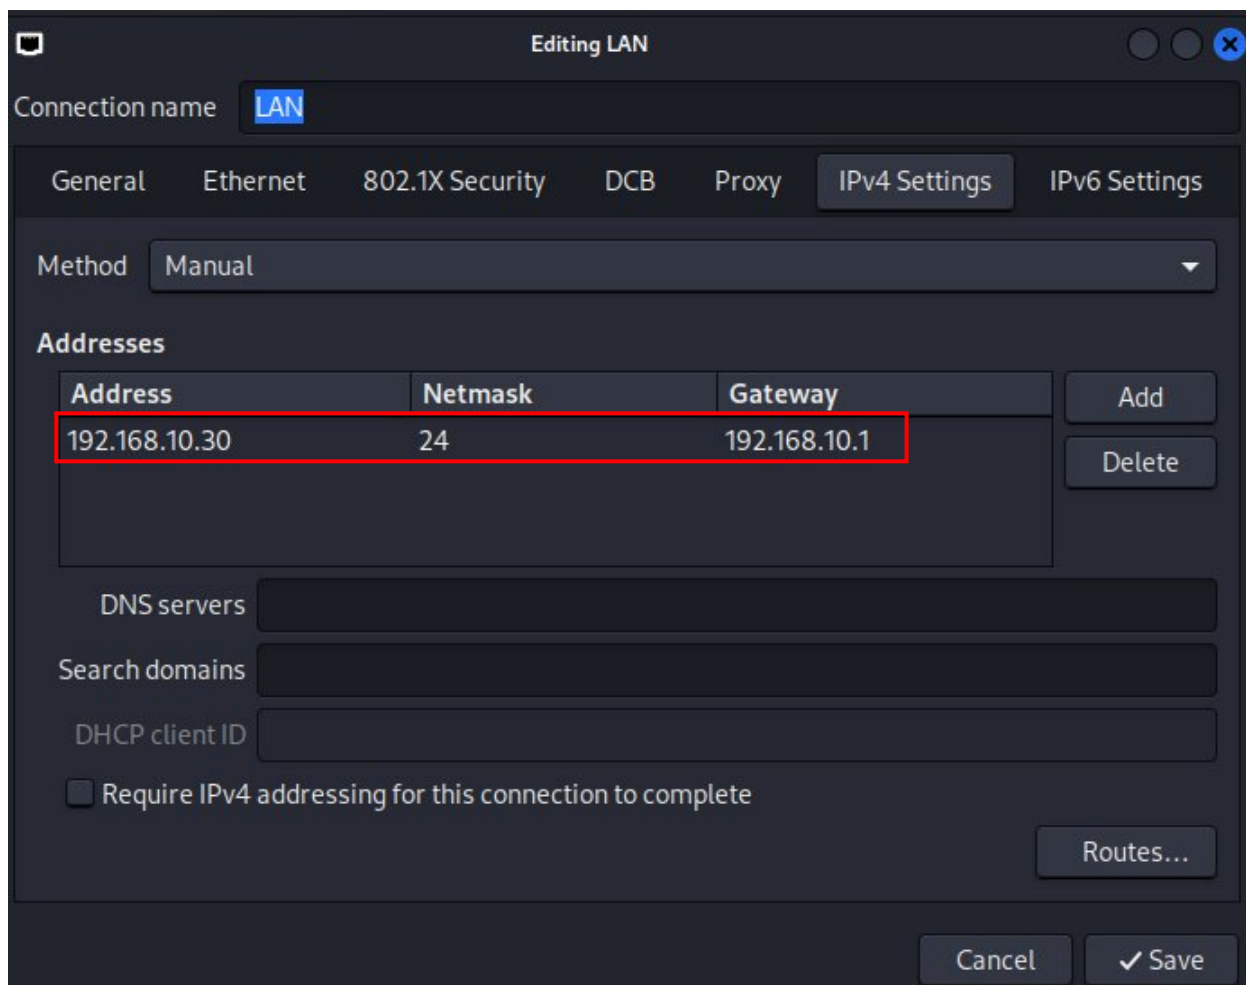 Editing LAN
Connection name LAN
General Ethernet 802.1X Security DCB Proxy IPv4 Settings IPv6 Settings
Method Manual
Addresses
Address Netmask Gateway Add
192.168.10.30 24 192.168.10.1
Delete
DNS servers
Search domains
DHCP client ID
Require IPv4 addressing for this connection to complete
Routes...
Cancel Save